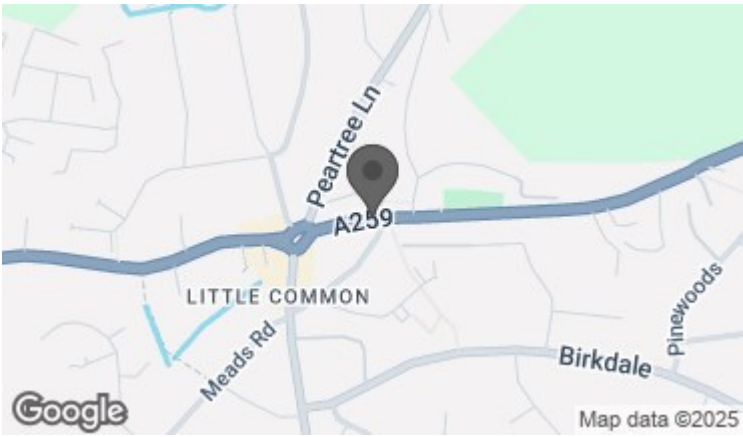 Peartree Ln
A259
LITTLE COMMON
Meads Rd
Birkdale
Pinewoods
Google
Map data ©2025